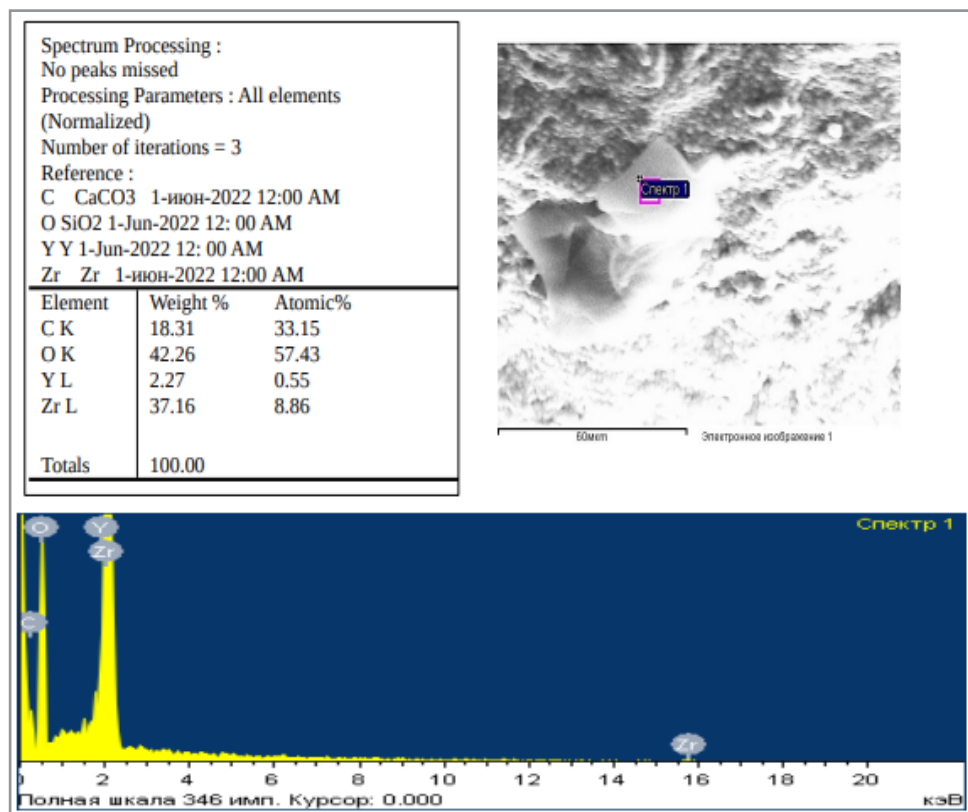 Spectrum Processing :
No peaks missed
Processing Parameters : All elements
(Normalized)
Number of iterations = 3
Reference :
C CaCO3 1-июн-2022 12:00 AM
O SiO2 1-Jun-2022 12: 00 AM
Y Y 1-Jun-2022 12: 00 AM
Zr Zr 1-июн-2022 12:00 AM
Element Weight % Atomic%
C K 18.31 33.15
O K 42.26 57.43
Y L 2.27 0.55
Zr L 37.16 8.86
Totals 100.00
Спектр 1
60мкm Электронное изображение 1
Спектр 1
O Y
Zr
C
Zr
0 2 4 6 8 10 12 14 16 18 20
Полная шкала 346 имп. Курсор: 0.000 кэВ